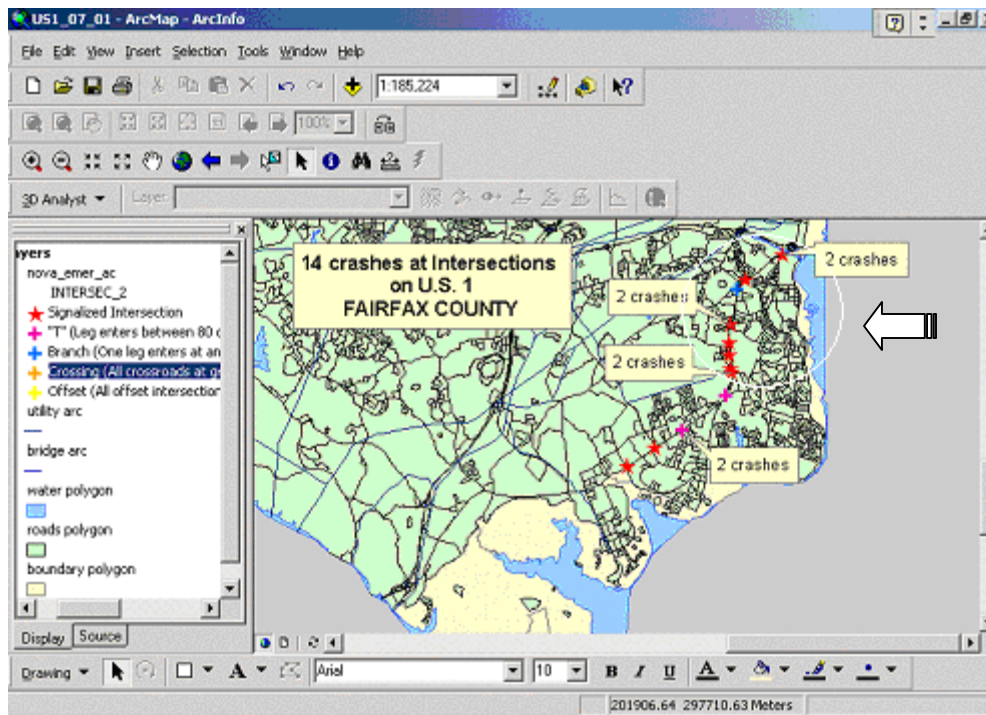 US1_07_01 - ArcMap - ArcInfo
File Edit View Insert Selection Tools Window Help
1:185,224
100%
3D Analyst Layer:
ayers
nova_emer_ac
INTERSEC_2
Signalized Intersection
"T" (Leg enters between 80 d
Branch (One leg enters at an
Crossing (All crossroads at g
Offset (All offset intersection
utility arc
bridge arc
water polygon
roads polygon
boundary polygon
Display Source
14 crashes at Intersections
on U.S. 1
FAIRFAX COUNTY
2 crashes
2 crashes
2 crashes
2 crashes
Drawing A Arial 10 B I U A
201906.64 297710.63 Meters